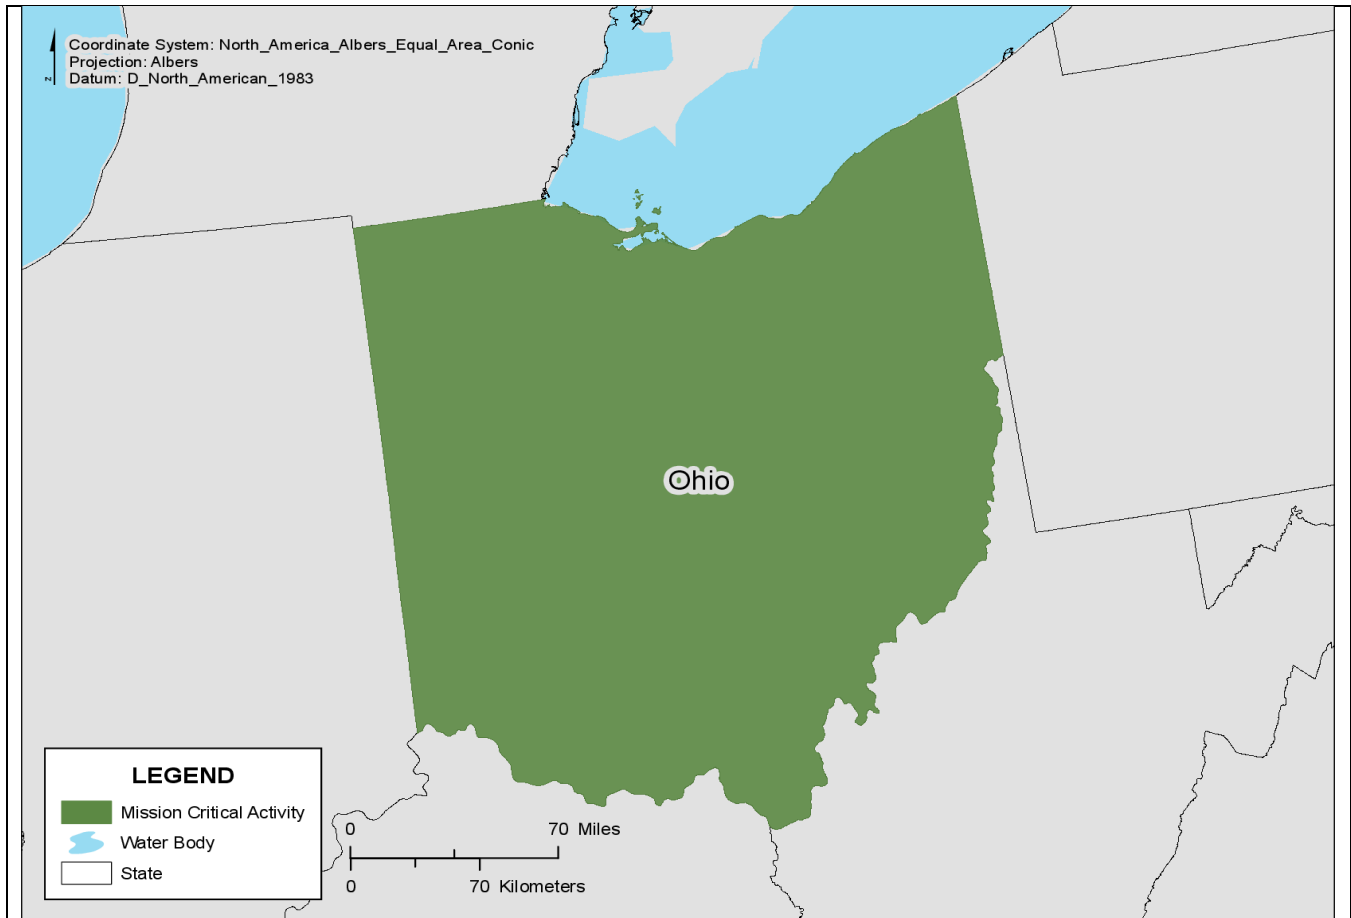 Coordinate System: North_America_Albers_Equal_Area_Conic
Projection: Albers
Datum: D_North_American_1983
N
Ohio
LEGEND
Mission Critical Activity
Water Body
State
0 70 Miles
0 70 Kilometers